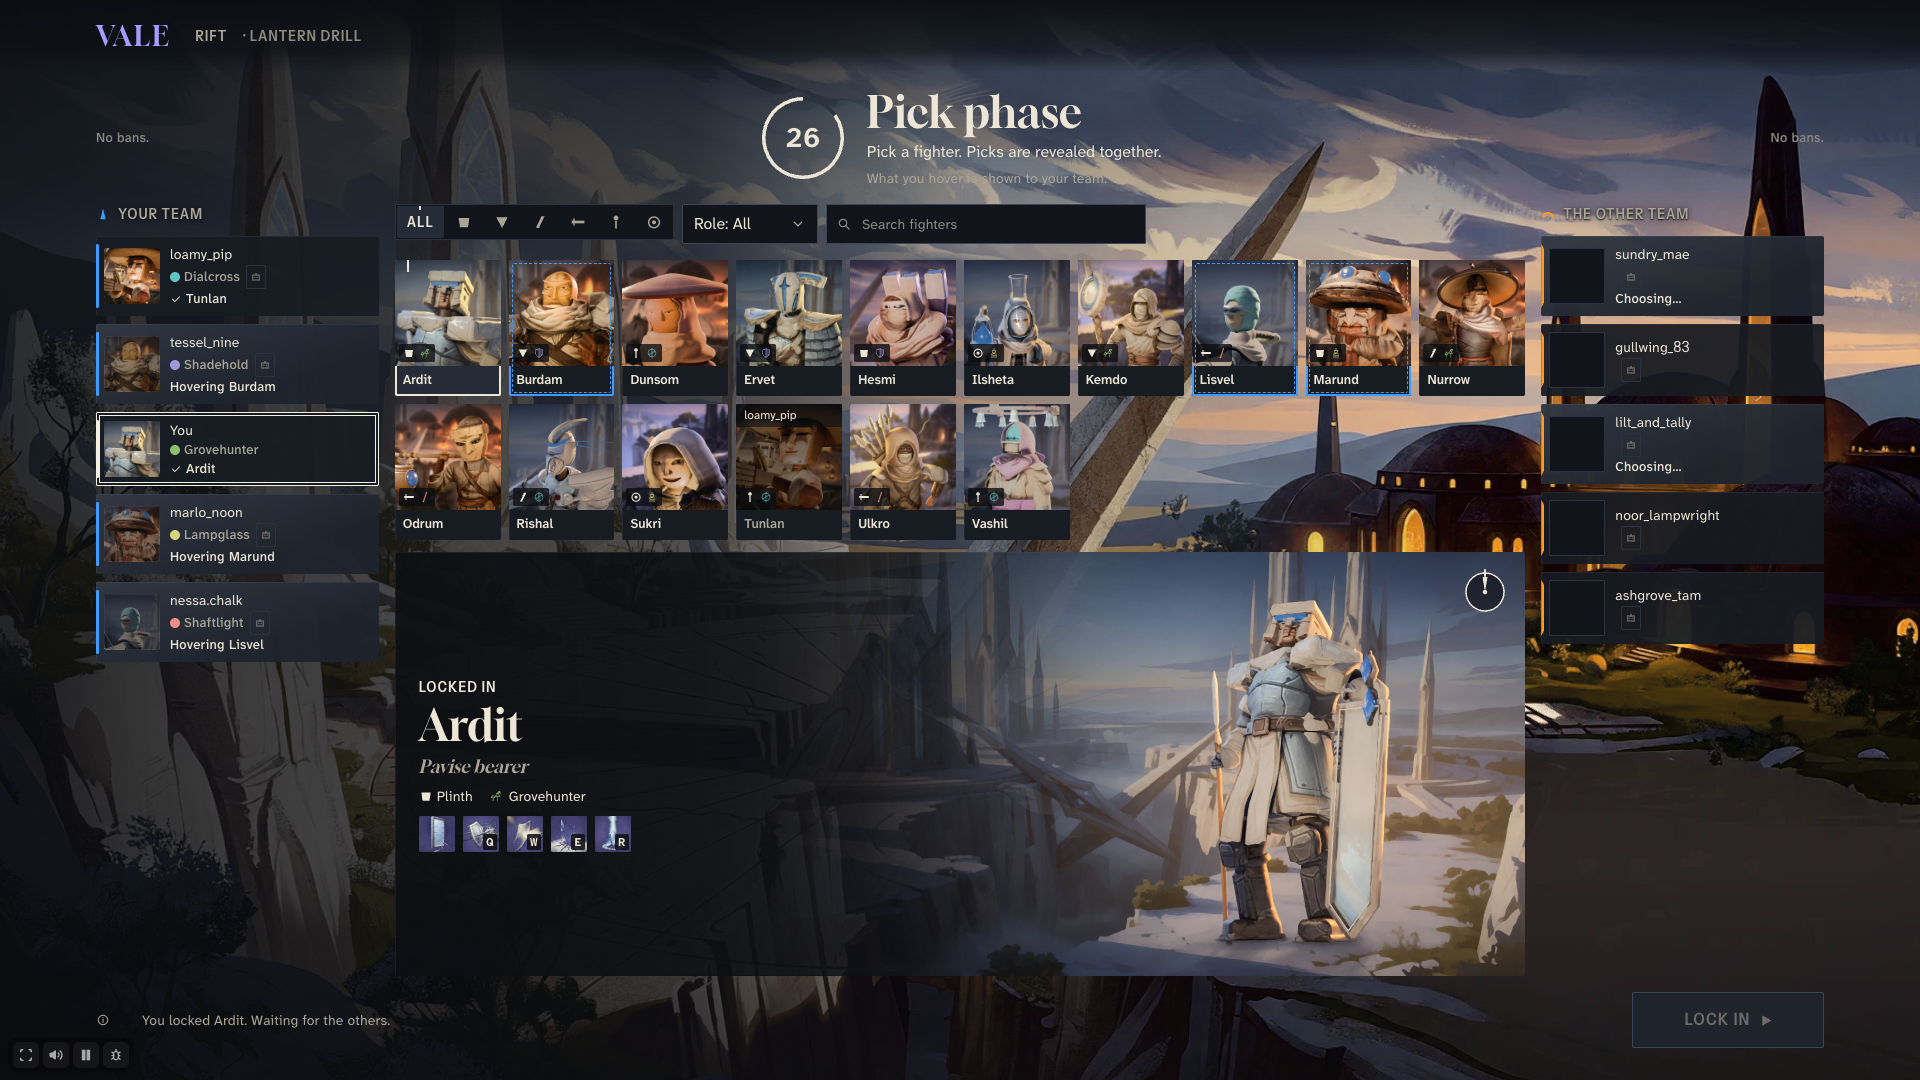 VALE RIFT · LANTERN DRILL
26
Pick phase
Pick a fighter. Picks are revealed together.
What you hover is shown to your team.
No bans.
No bans.
YOUR TEAM
loamy_pip
Dialcross
Tunlan
tessel_nine
Shadehold
Hovering Burdam
You
Grovehunter
Ardit
marlo_noon
Lampglass
Hovering Marund
nessa.chalk
Shaftlight
Hovering Lisvel
ALL
Role: All
Search fighters
Ardit
Burdam
Dunsom
Ervet
Hesmi
Ilsheta
Kemdo
Lisvel
Marund
Nurrow
Odrum
Rishal
Sukri
loamy_pip
Tunlan
Ulkro
Vashil
LOCKED IN
Ardit
Pavise bearer
Plinth Grovehunter
Q W E R
THE OTHER TEAM
sundry_mae
Choosing...
gullwing_83
lilt_and_tally
Choosing...
noor_lampwright
ashgrove_tam
You locked Ardit. Waiting for the others.
LOCK IN